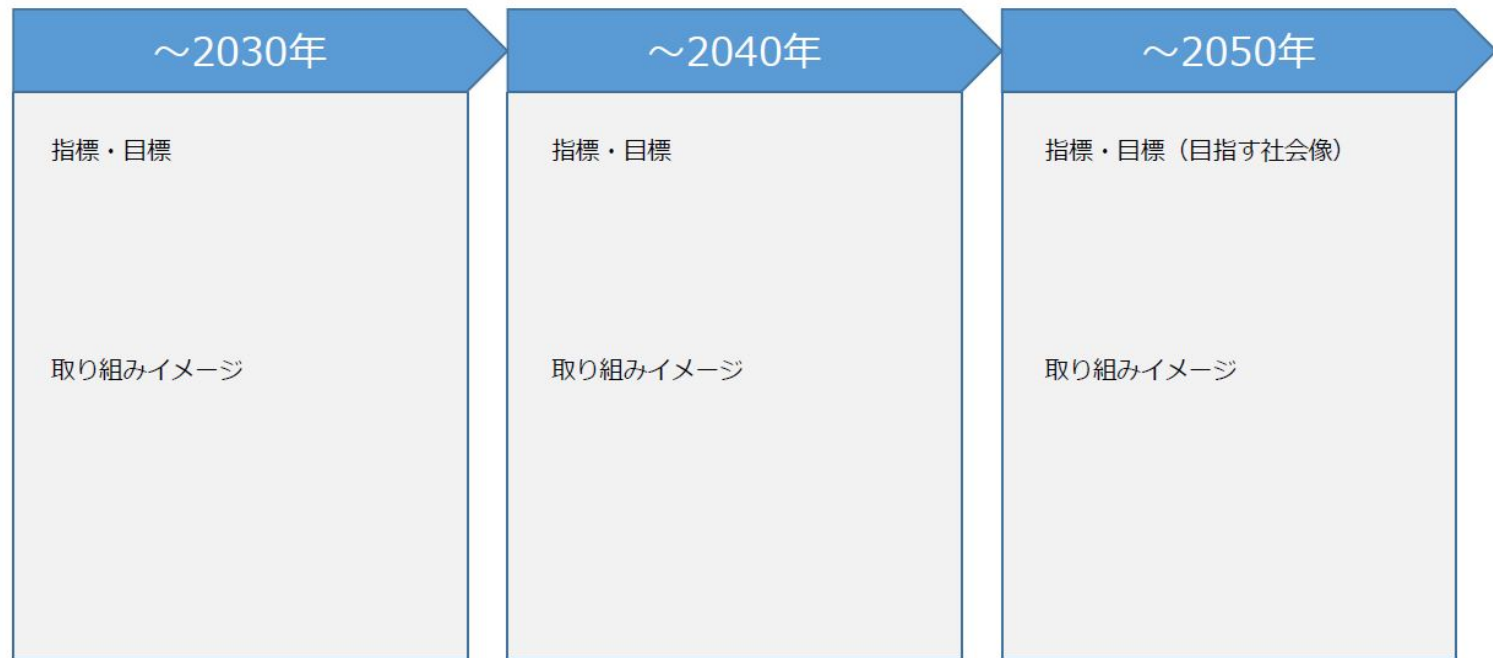 ～2030年
～2040年
～2050年
指標・目標
指標・目標
指標・目標（目指す社会像）
取り組みイメージ
取り組みイメージ
取り組みイメージ